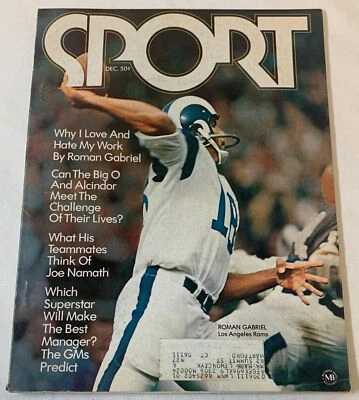 SPORT
DEC. 50¢
Why I Love And
Hate My Work
By Roman Gabriel
Can The Big O
And Alcindor
Meet The
Challenge
Of Their Lives?
What His
Teammates
Think Of
Joe Namath
Which
Superstar
Will Make
The Best
Manager?
The GMs
Predict
18
ROMAN GABRIEL
Los Angeles Rams
MB